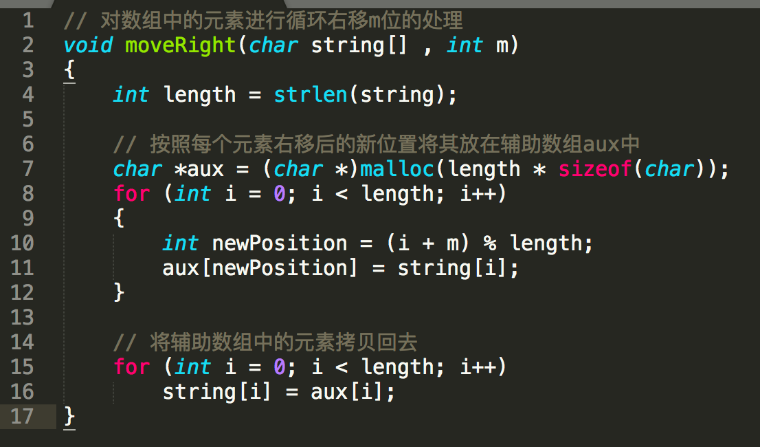 1 // 对数组中的元素进行循环右移m位的处理
2 void moveRight(char string[] , int m)
3 {
4     int length = strlen(string);
5
6     // 按照每个元素右移后的新位置将其放在辅助数组aux中
7     char *aux = (char *)malloc(length * sizeof(char));
8     for (int i = 0; i < length; i++)
9     {
10         int newPosition = (i + m) % length;
11         aux[newPosition] = string[i];
12     }
13
14     // 将辅助数组中的元素拷贝回去
15     for (int i = 0; i < length; i++)
16         string[i] = aux[i];
17 }